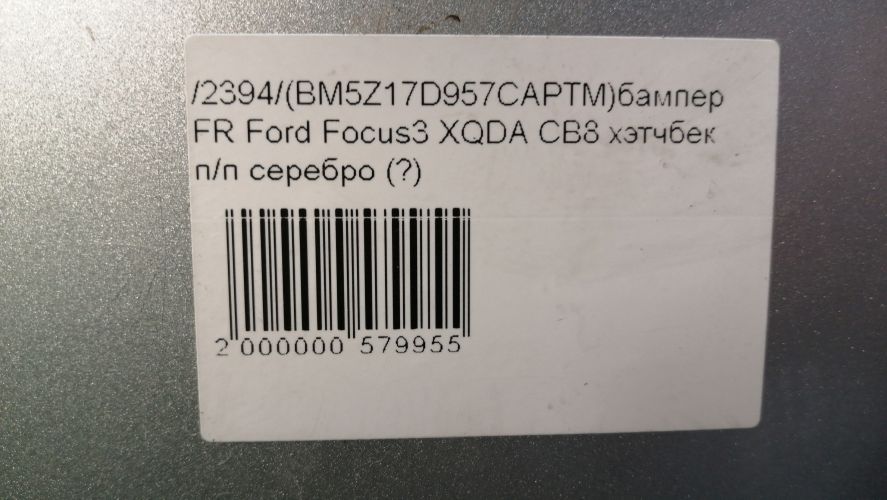 /2394/(BM5Z17D957CAPTM)бампер
FR Ford Focus3 XQDA CB8 хэтчбек
п/п серебро (?)
2 000000 579955